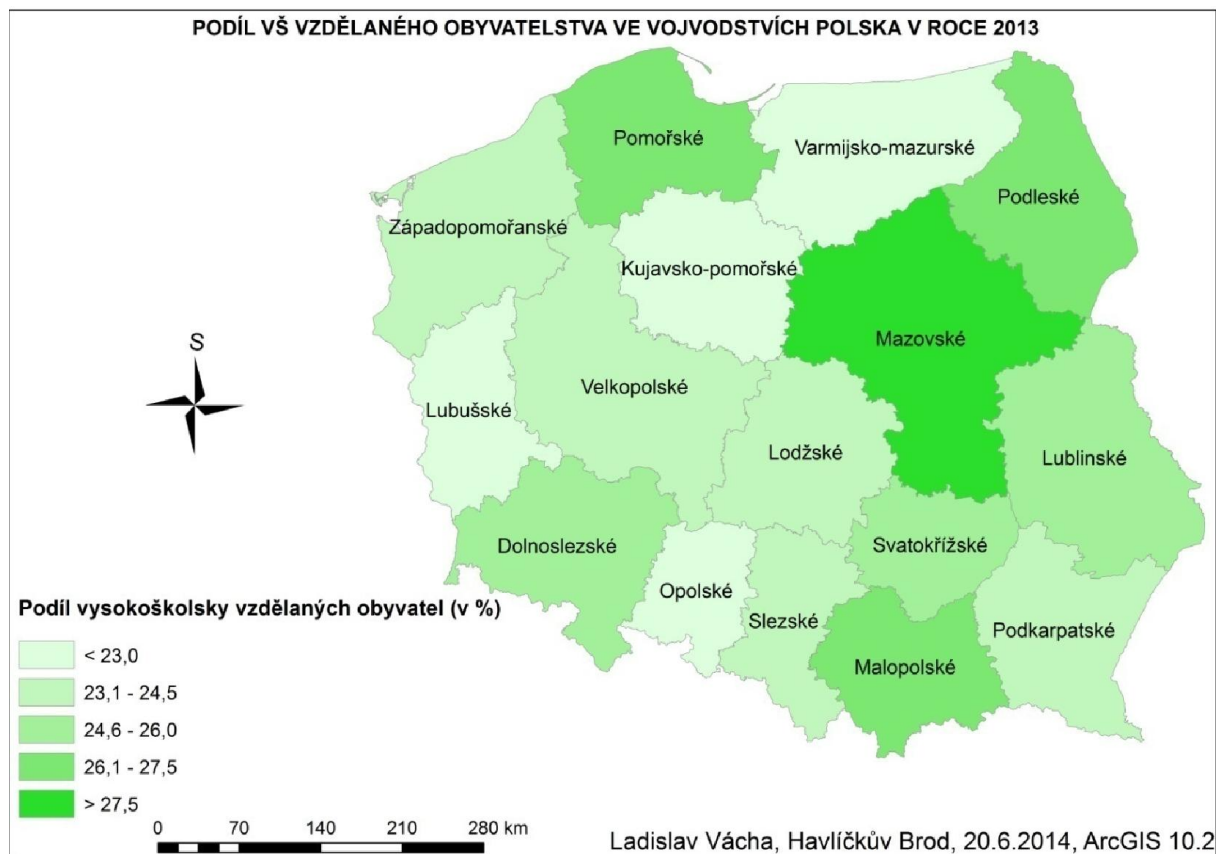 PODÍL VŠ VZDĚLANÉHO OBYVATELSTVA VE VOJVODSTVÍCH POLSKA V ROCE 2013
Pomořské
Varmijsko-mazurské
Podleské
Západopomořanské
Kujavsko-pomořské
Mazovské
S
Velkopolské
Lubušské
Lodžské
Lublinské
Dolnoslezské
Svatokřížské
Opolské
Slezské
Podkarpatské
Malopolské
Podíl vysokoškolsky vzdělaných obyvatel (v %)
< 23,0
23,1 - 24,5
24,6 - 26,0
26,1 - 27,5
> 27,5
0 70 140 210 280 km
Ladislav Vácha, Havlíčkův Brod, 20.6.2014, ArcGIS 10.2